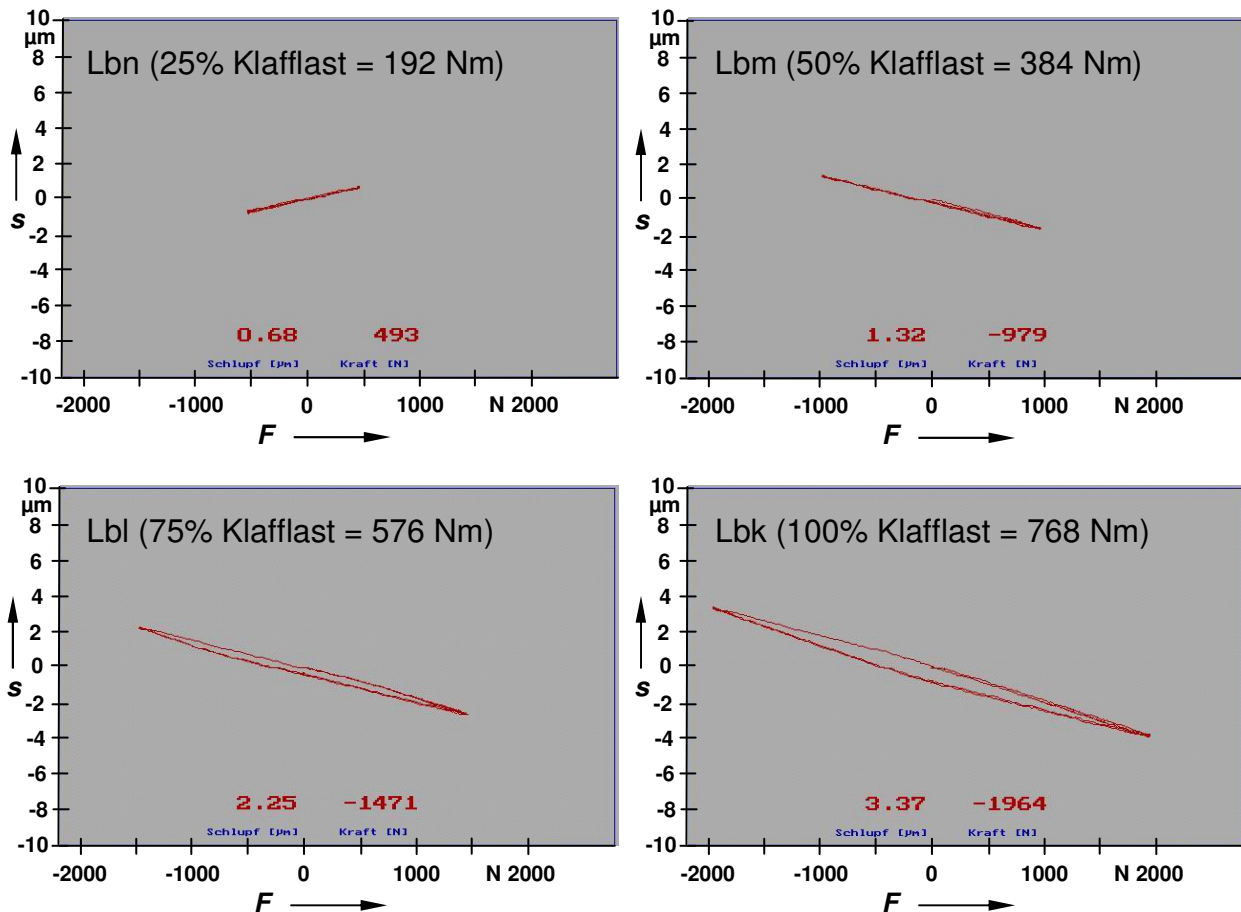 10
µm
8
6
4
2
0
s
-2
-4
-6
-8
-10
Lbn (25% Klafflast = 192 Nm)
0.68 493
Schlupf [µm] Kraft [N]
-2000 -1000 0 1000 N 2000
F
10
µm
8
6
4
2
0
s
-2
-4
-6
-8
-10
Lbm (50% Klafflast = 384 Nm)
1.32 -979
Schlupf [µm] Kraft [N]
-2000 -1000 0 1000 N 2000
F
10
µm
8
6
4
2
0
s
-2
-4
-6
-8
-10
Lbl (75% Klafflast = 576 Nm)
2.25 -1471
Schlupf [µm] Kraft [N]
-2000 -1000 0 1000 N 2000
F
10
µm
8
6
4
2
0
s
-2
-4
-6
-8
-10
Lbk (100% Klafflast = 768 Nm)
3.37 -1964
Schlupf [µm] Kraft [N]
-2000 -1000 0 1000 N 2000
F